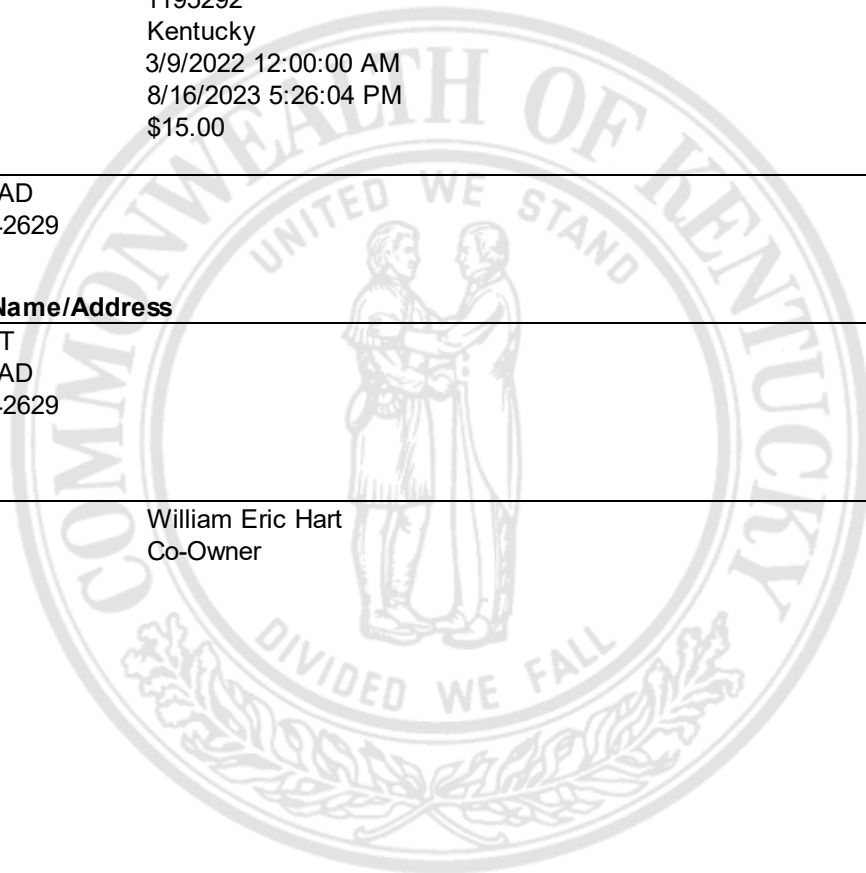 1195292
Kentucky
3/9/2022 12:00:00 AM
8/16/2023 5:26:04 PM
$15.00
AD
-2629
Name/Address
T
AD
-2629
William Eric Hart
Co-Owner
COMMONWEALTH OF KENTUCKY
UNITED WE STAND
DIVIDED WE FALL